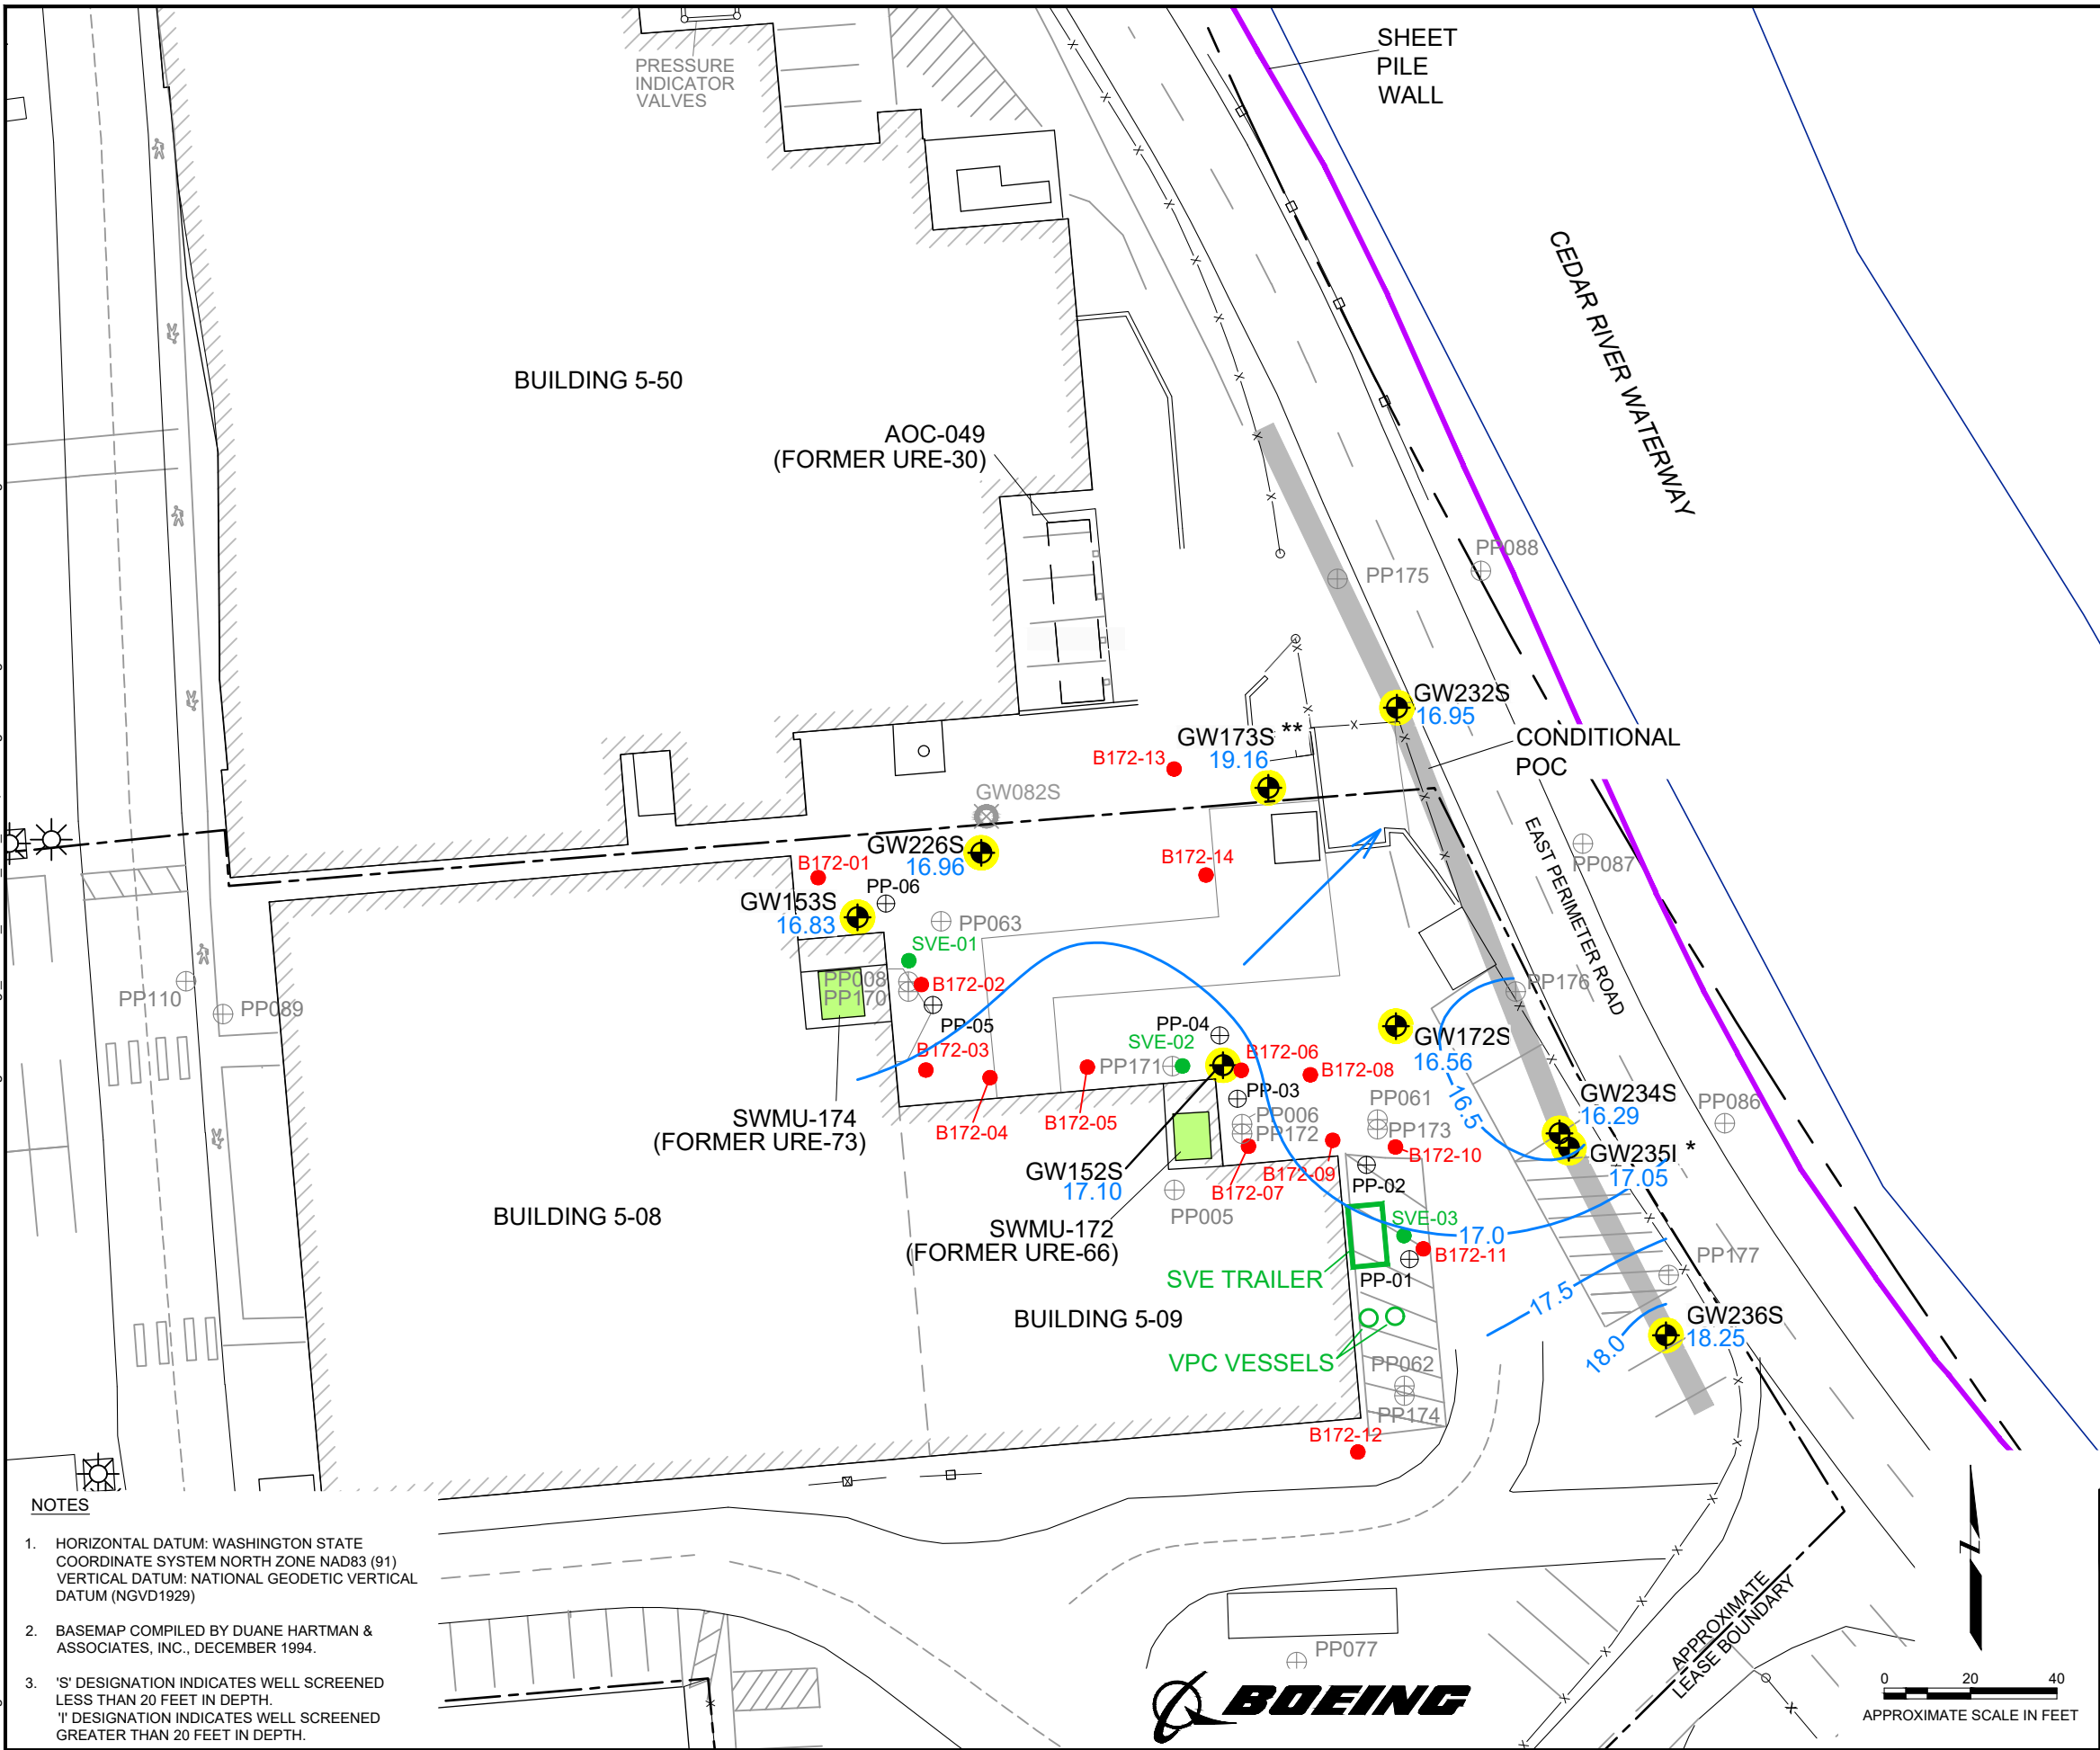 SHEET
PILE
WALL
PRESSURE
INDICATOR
VALVES
CEDAR RIVER WATERWAY
BUILDING 5-50
AOC-049
(FORMER URE-30)
PP088
PP175
GW232S
16.95
GW173S **
19.16
CONDITIONAL
POC
B172-13
GW082S
EAST PERIMETER ROAD
PP087
GW226S
16.96
B172-14
B172-01
PP-06
GW153S
16.83
PP063
SVE-01
PP008
PP170
B172-02
PP110
PP089
PP-05
PP176
PP-04
GW172S
16.56
SVE-02
B172-03
B172-06
PP171
B172-08
16.5
PP-03
PP061
GW234S
16.29
PP086
SWMU-174
(FORMER URE-73)
B172-04
B172-05
PP006
PP172
PP173
B172-10
GW235I *
17.05
GW152S
17.10
B172-09
B172-07
PP-02
PP005
BUILDING 5-08
SWMU-172
(FORMER URE-66)
SVE-03
17.0
B172-11
PP177
SVE TRAILER
PP-01
17.5
BUILDING 5-09
GW236S
18.25
18.0
VPC VESSELS
PP062
PP174
B172-12
NOTES
1. HORIZONTAL DATUM: WASHINGTON STATE
COORDINATE SYSTEM NORTH ZONE NAD83 (91)
VERTICAL DATUM: NATIONAL GEODETIC VERTICAL
DATUM (NGVD1929)
2. BASEMAP COMPILED BY DUANE HARTMAN &
ASSOCIATES, INC., DECEMBER 1994.
3. 'S' DESIGNATION INDICATES WELL SCREENED
LESS THAN 20 FEET IN DEPTH.
'I' DESIGNATION INDICATES WELL SCREENED
GREATER THAN 20 FEET IN DEPTH.
PP077
BOEING
APPROXIMATE
LEASE BOUNDARY
N
0 20 40
APPROXIMATE SCALE IN FEET